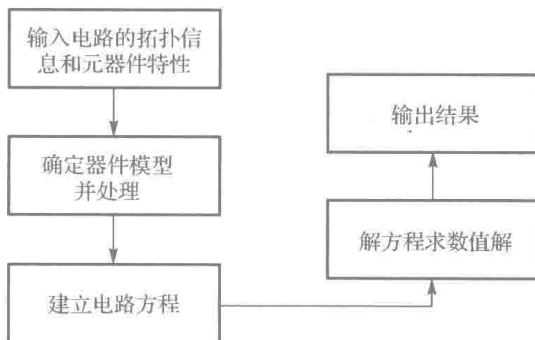 输入电路的拓扑信
息和元器件特性
确定器件模型
并处理
建立电路方程
解方程求数值解
输出结果